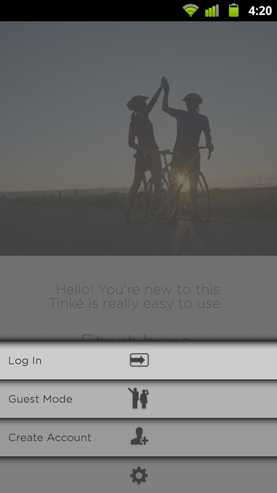 4:20
Hello! You're new to this.
Tinké is really easy to use...
Start here
Log In
Guest Mode
Create Account